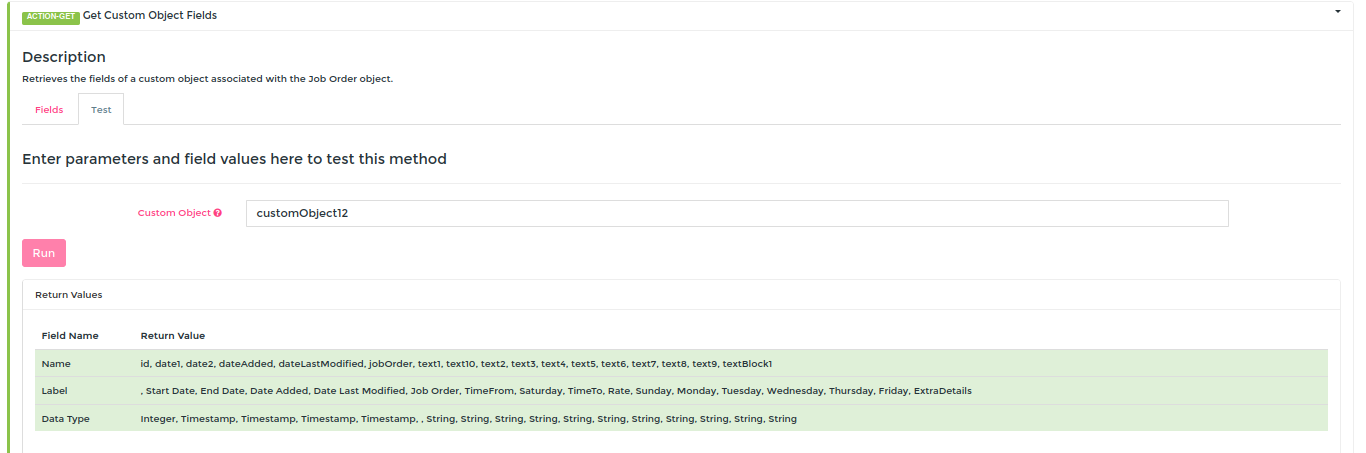 ACTION-GET Get Custom Object Fields
Description
Retrieves the fields of a custom object associated with the Job Order object.
Fields Test
Enter parameters and field values here to test this method
Custom Object customObject12
Run
Return Values
Field Name Return Value
Name id, date1, date2, dateAdded, dateLastModified, jobOrder, text1, text10, text2, text3, text4, text5, text6, text7, text8, text9, textBlock1
Label , Start Date, End Date, Date Added, Date Last Modified, Job Order, TimeFrom, Saturday, TimeTo, Rate, Sunday, Monday, Tuesday, Wednesday, Thursday, Friday, ExtraDetails
Data Type Integer, Timestamp, Timestamp, Timestamp, Timestamp, , String, String, String, String, String, String, String, String, String, String, String